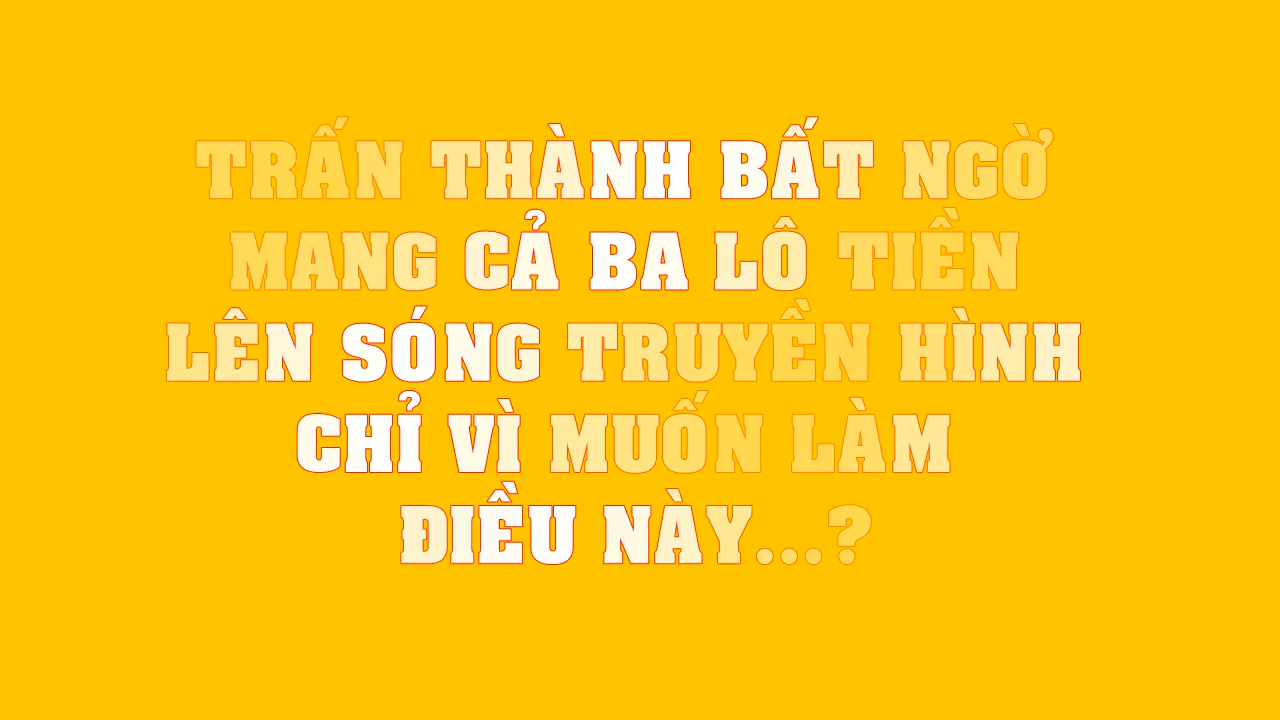 TRẤN THÀNH BẤT NGỜ
MANG CẢ BA LÔ TIỀN
LÊN SÓNG TRUYỀN HÌNH
CHỈ VÌ MUỐN LÀM
ĐIỀU NÀY...?